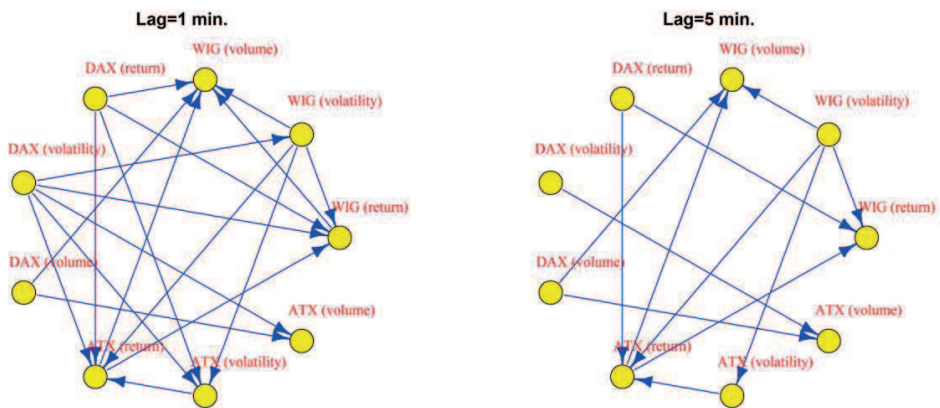 Lag=1 min.
WIG (volume)
DAX (return)
WIG (volatility)
DAX (volatility)
WIG (return)
DAX (volume)
ATX (volume)
ATX (return)
ATX (volatility)
Lag=5 min.
WIG (volume)
DAX (return)
WIG (volatility)
DAX (volatility)
WIG (return)
DAX (volume)
ATX (volume)
ATX (return)
ATX (volatility)